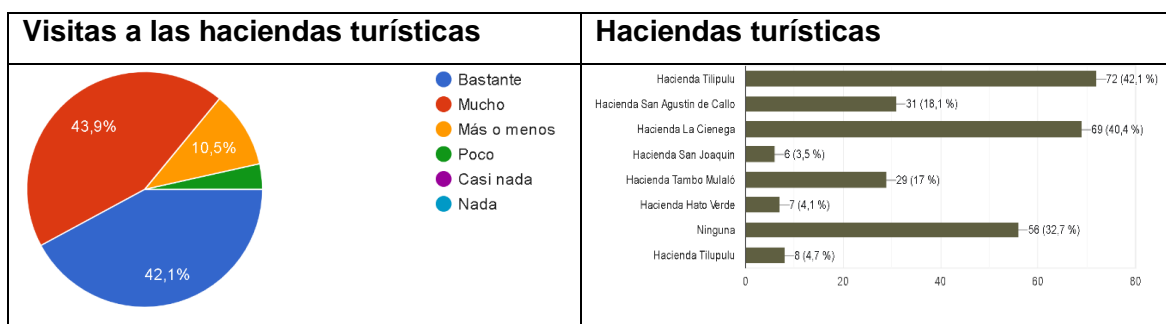 Visitas a las haciendas turísticas
Haciendas turísticas
Bastante
Mucho
Más o menos
Poco
Casi nada
Nada
43,9%
10,5%
42,1%
Hacienda Tilipulu
72 (42,1 %)
Hacienda San Agustin de Callo
31 (18,1 %)
Hacienda La Cienega
69 (40,4 %)
Hacienda San Joaquin
6 (3,5 %)
Hacienda Tambo Mulaló
29 (17 %)
Hacienda Hato Verde
7 (4,1 %)
Ninguna
56 (32,7 %)
Hacienda Tilupulu
8 (4,7 %)
0 20 40 60 80